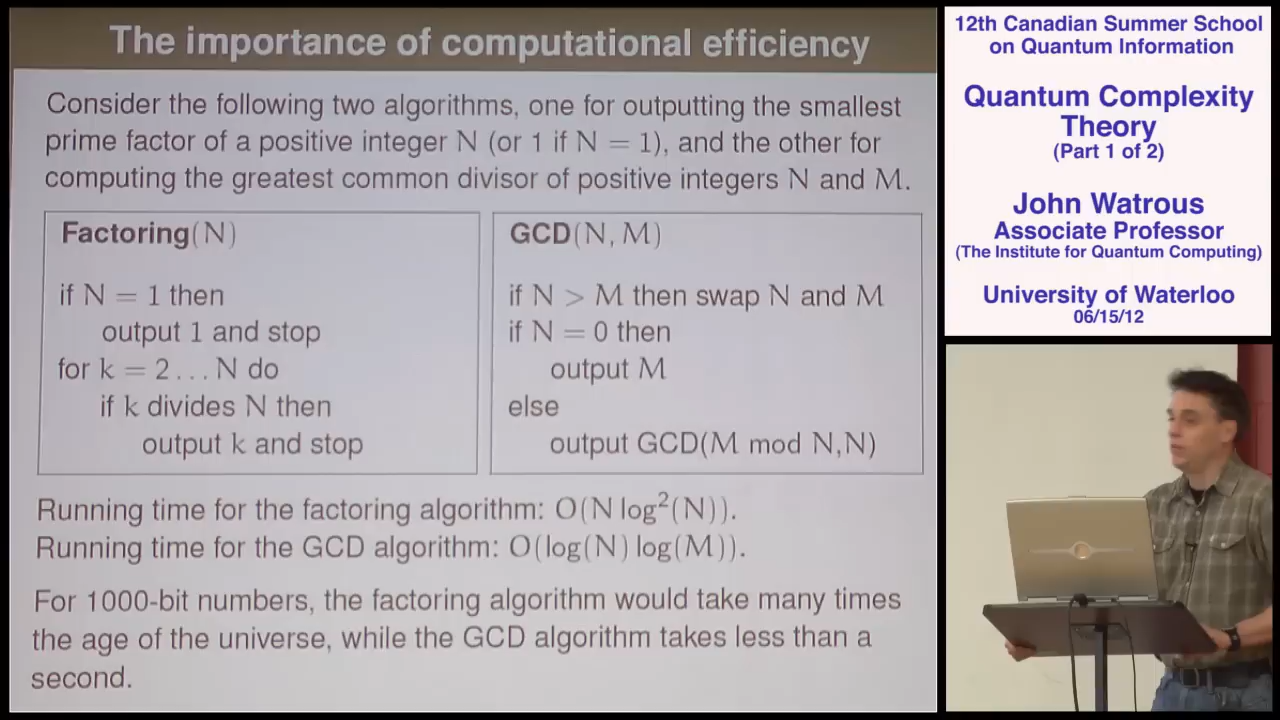 The importance of computational efficiency
Consider the following two algorithms, one for outputting the smallest
prime factor of a positive integer N (or 1 if N = 1), and the other for
computing the greatest common divisor of positive integers N and M.
Factoring(N)
if N = 1 then
output 1 and stop
for k = 2 . . . N do
if k divides N then
output k and stop
GCD(N, M)
if N > M then swap N and M
if N = 0 then
output M
else
output GCD(M mod N,N)
Running time for the factoring algorithm: O(N log²(N)).
Running time for the GCD algorithm: O(log(N) log(M)).
For 1000-bit numbers, the factoring algorithm would take many times
the age of the universe, while the GCD algorithm takes less than a
second.
12th Canadian Summer School
on Quantum Information
Quantum Complexity
Theory
(Part 1 of 2)
John Watrous
Associate Professor
(The Institute for Quantum Computing)
University of Waterloo
06/15/12